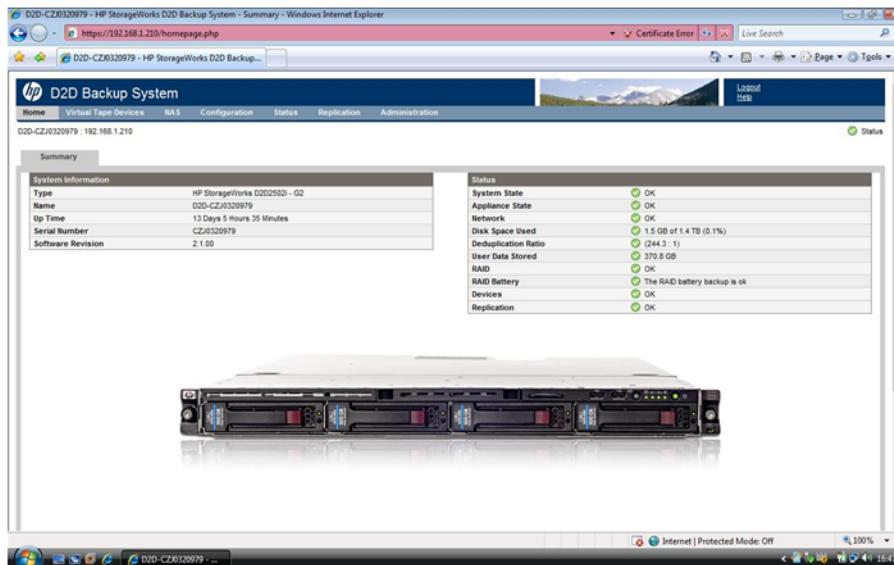 D2D-CZJ0320979 - HP StorageWorks D2D Backup System - Summary - Windows Internet Explorer
https://192.168.1.210/homepage.php
Certificate Error
Live Search
D2D-CZJ0320979 - HP StorageWorks D2D Backup...
Page
Tools
hp
D2D Backup System
Logout
Help
Home Virtual Tape Devices NAS Configuration Status Replication Administration
D2D-CZJ0320979 : 192.168.1.210
Status
Summary
System Information
Type HP StorageWorks D2D2502i - G2
Name D2D-CZJ0320979
Up Time 13 Days 5 Hours 35 Minutes
Serial Number CZJ0320979
Software Revision 2.1.00
Status
System State OK
Appliance State OK
Network OK
Disk Space Used 1.5 GB of 1.4 TB (0.1%)
Deduplication Ratio (244.3 : 1)
User Data Stored 370.8 GB
RAID OK
RAID Battery The RAID battery backup is ok
Devices OK
Replication OK
Internet | Protected Mode: Off
100%
D2D-CZJ0320979 - ...